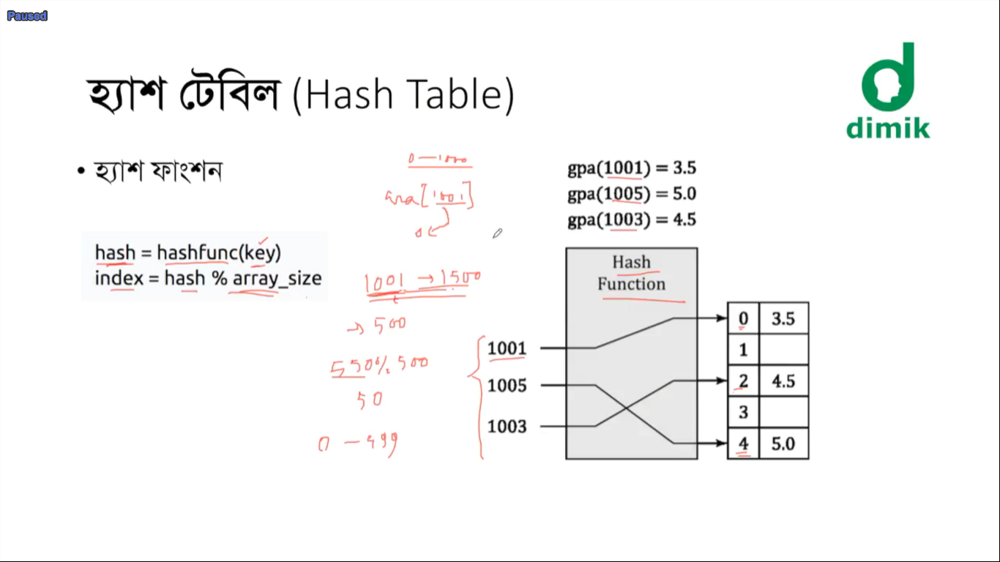 Paused
হ্যাশ টেবিল (Hash Table)
dimik
• হ্যাশ ফাংশন
hash = hashfunc(key)
index = hash % array_size
0 — 1000
ara[1001]
0
1001 → 1500
→ 500
550 % 500
50
0 — 499
gpa(1001) = 3.5
gpa(1005) = 5.0
gpa(1003) = 4.5
Hash
Function
1001
1005
1003
0 3.5
1
2 4.5
3
4 5.0